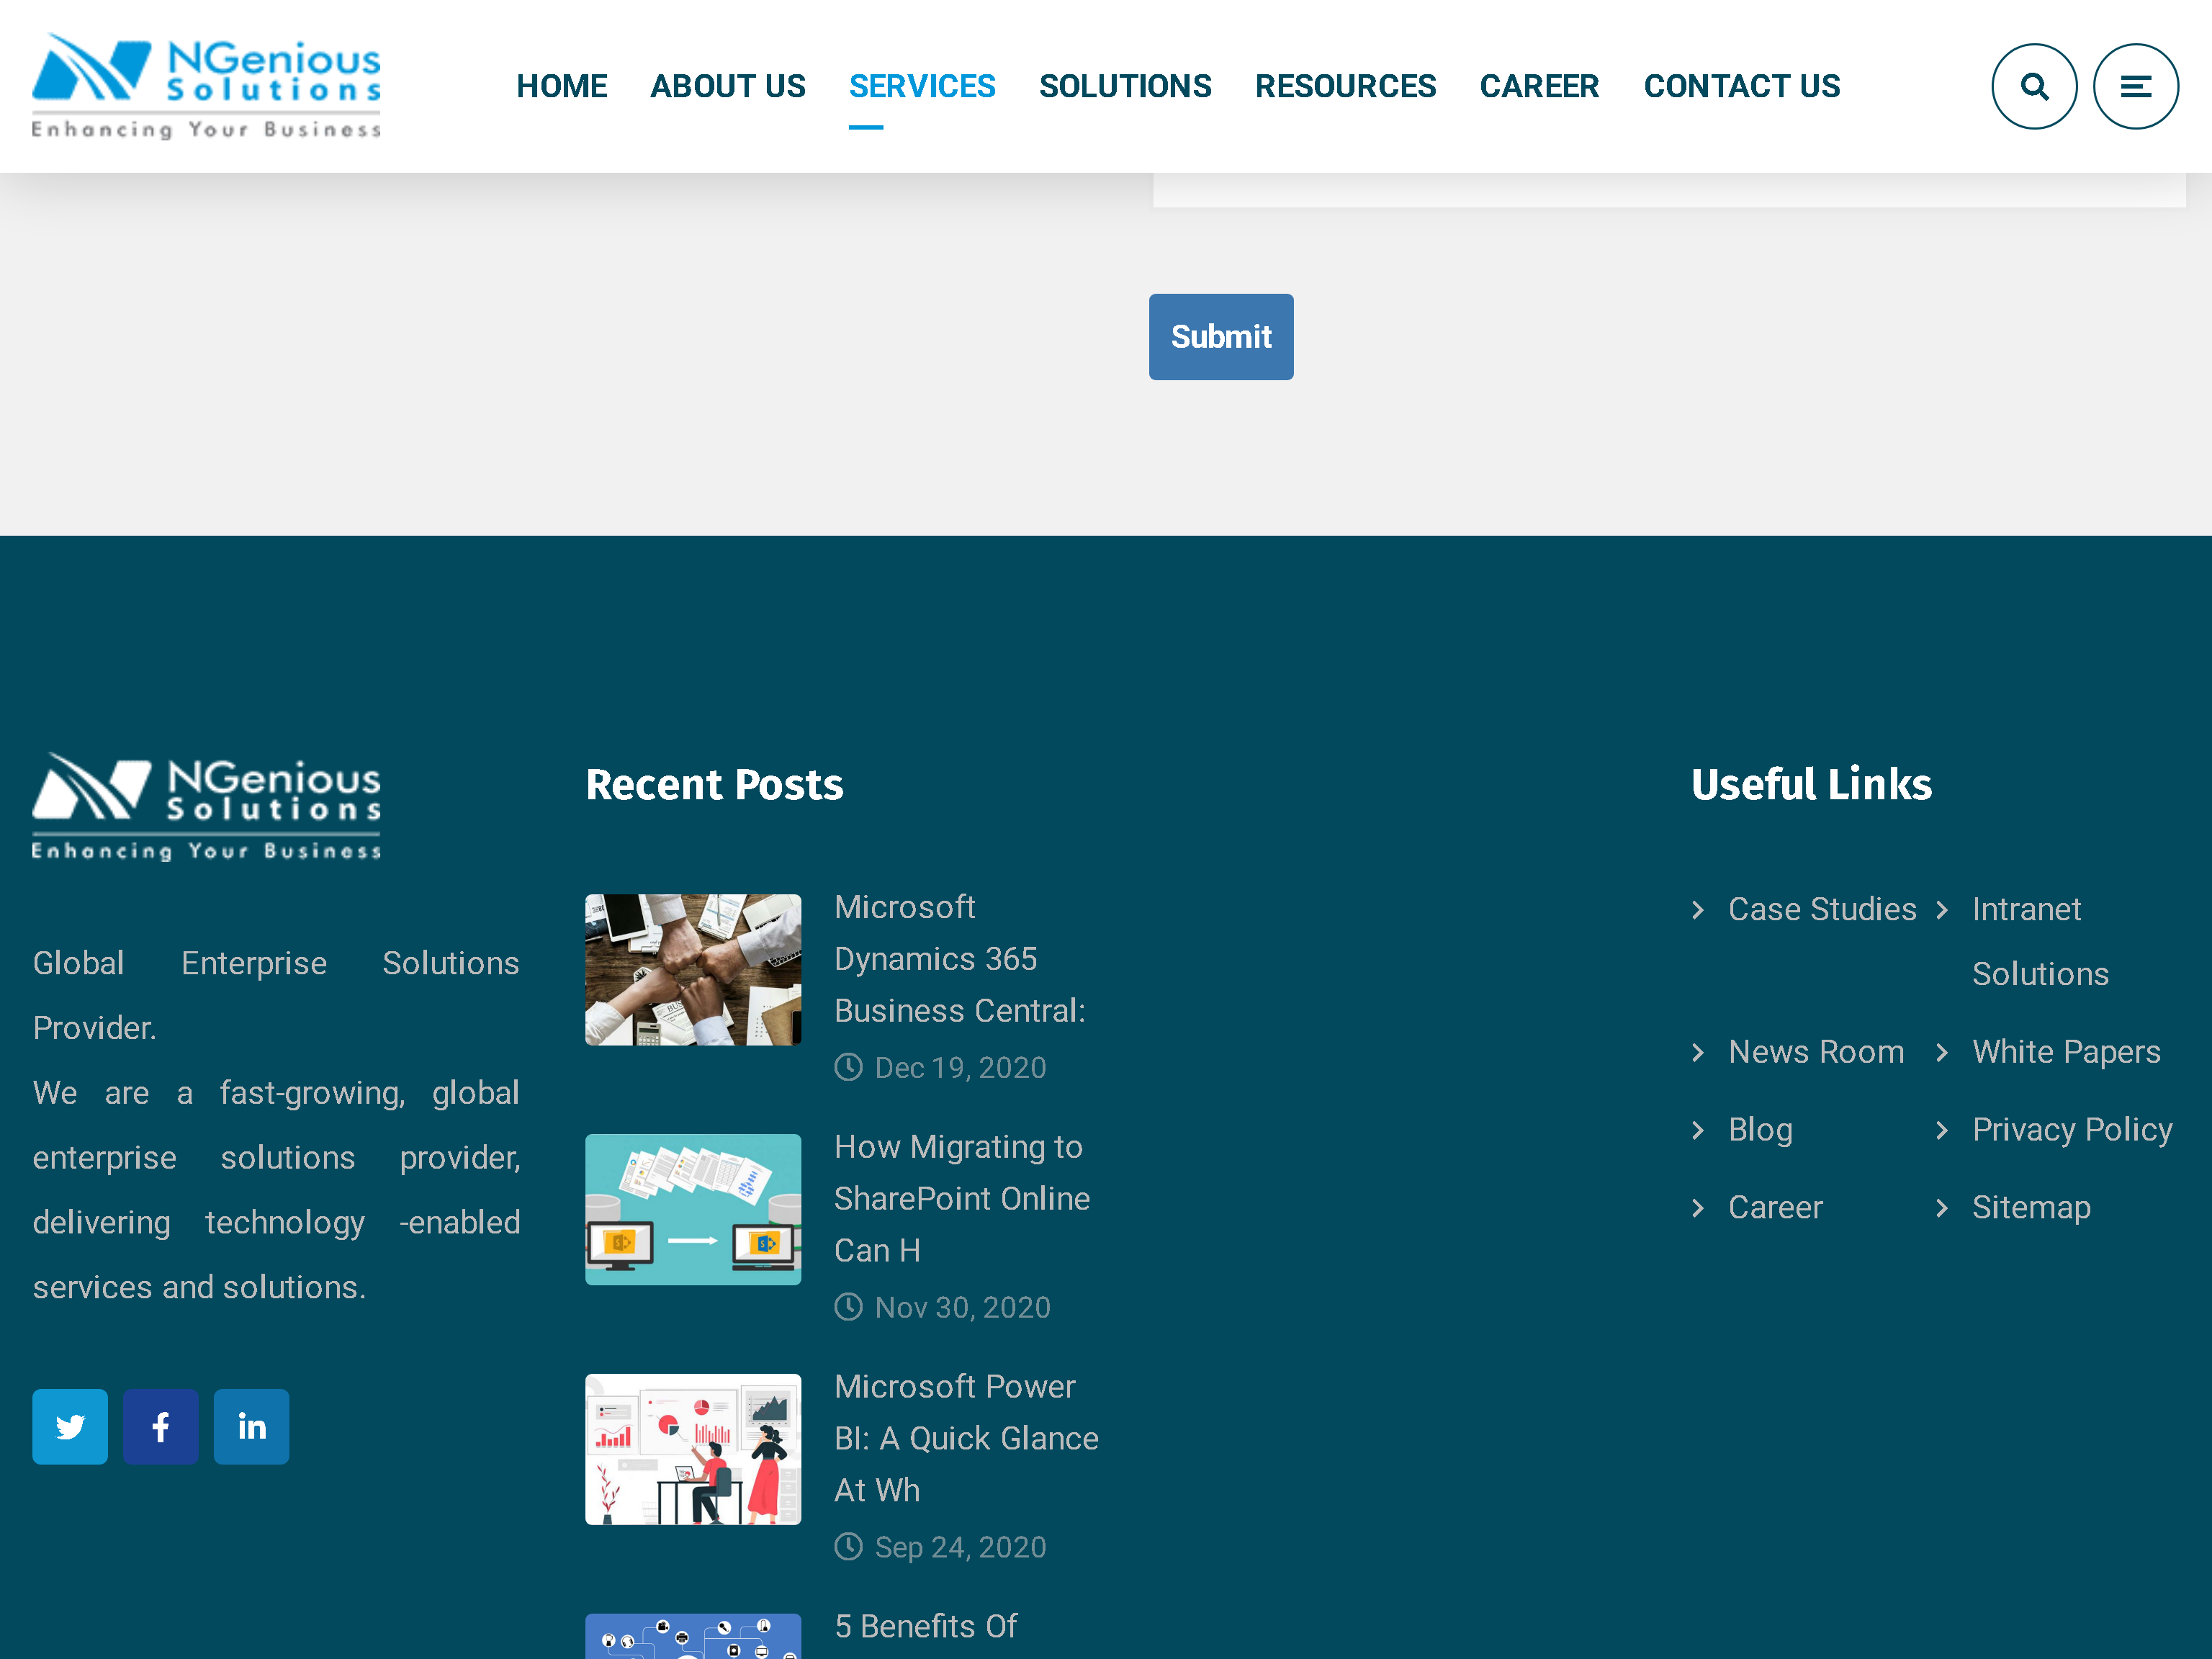 NGenious
Solutions
Enhancing Your Business
HOME ABOUT US SERVICES SOLUTIONS RESOURCES CAREER CONTACT US
Submit
NGenious
Solutions
Enhancing Your Business
Global Enterprise Solutions
Provider.
We are a fast-growing, global
enterprise solutions provider,
delivering technology -enabled
services and solutions.
Recent Posts
Microsoft
Dynamics 365
Business Central:
Dec 19, 2020
How Migrating to
SharePoint Online
Can H
Nov 30, 2020
Microsoft Power
BI: A Quick Glance
At Wh
Sep 24, 2020
5 Benefits Of
Useful Links
Case Studies
Intranet
Solutions
News Room
White Papers
Blog
Privacy Policy
Career
Sitemap